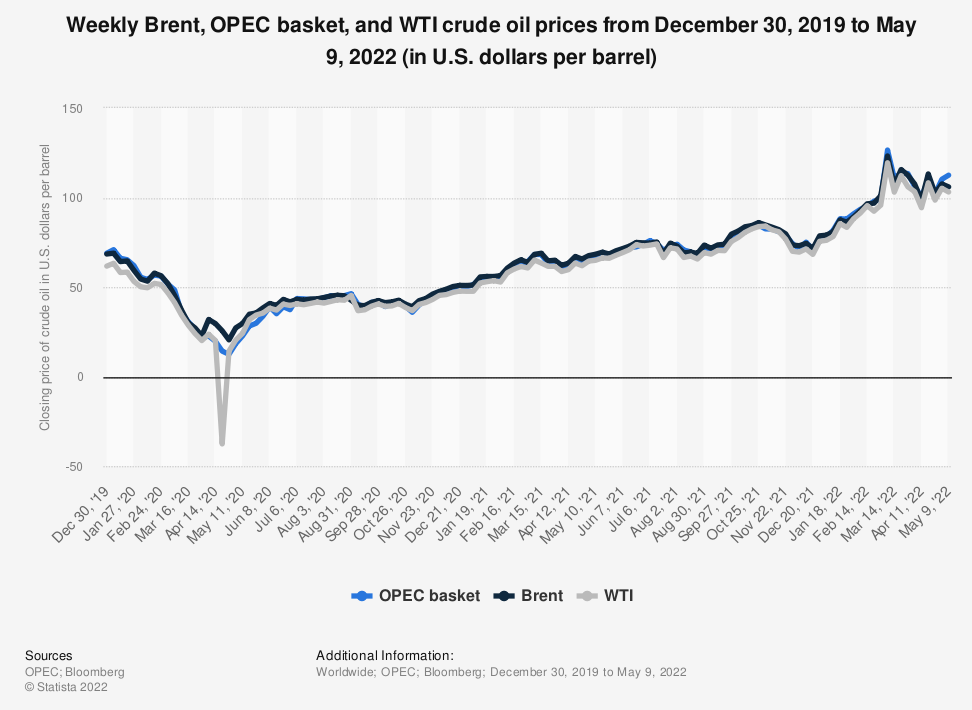 Weekly Brent, OPEC basket, and WTI crude oil prices from December 30, 2019 to May
9, 2022 (in U.S. dollars per barrel)
Closing price of crude oil in U.S. dollars per barrel
150
100
50
0
-50
Dec 30, '19
Jan 27, '20
Feb 24, '20
Mar 16, '20
Apr 14, '20
May 11, '20
Jun 8, '20
Jul 6, '20
Aug 3, '20
Aug 31, '20
Sep 28, '20
Oct 26, '20
Nov 23, '20
Dec 21, '20
Jan 19, '21
Feb 16, '21
Mar 15, '21
Apr 12, '21
May 10, '21
Jun 7, '21
Jul 6, '21
Aug 2, '21
Aug 30, '21
Sep 27, '21
Oct 25, '21
Nov 22, '21
Dec 20, '21
Jan 18, '22
Feb 14, '22
Mar 14, '22
Apr 11, '22
May 9, '22
OPEC basket Brent WTI
Sources
OPEC; Bloomberg
© Statista 2022
Additional Information:
Worldwide; OPEC; Bloomberg; December 30, 2019 to May 9, 2022